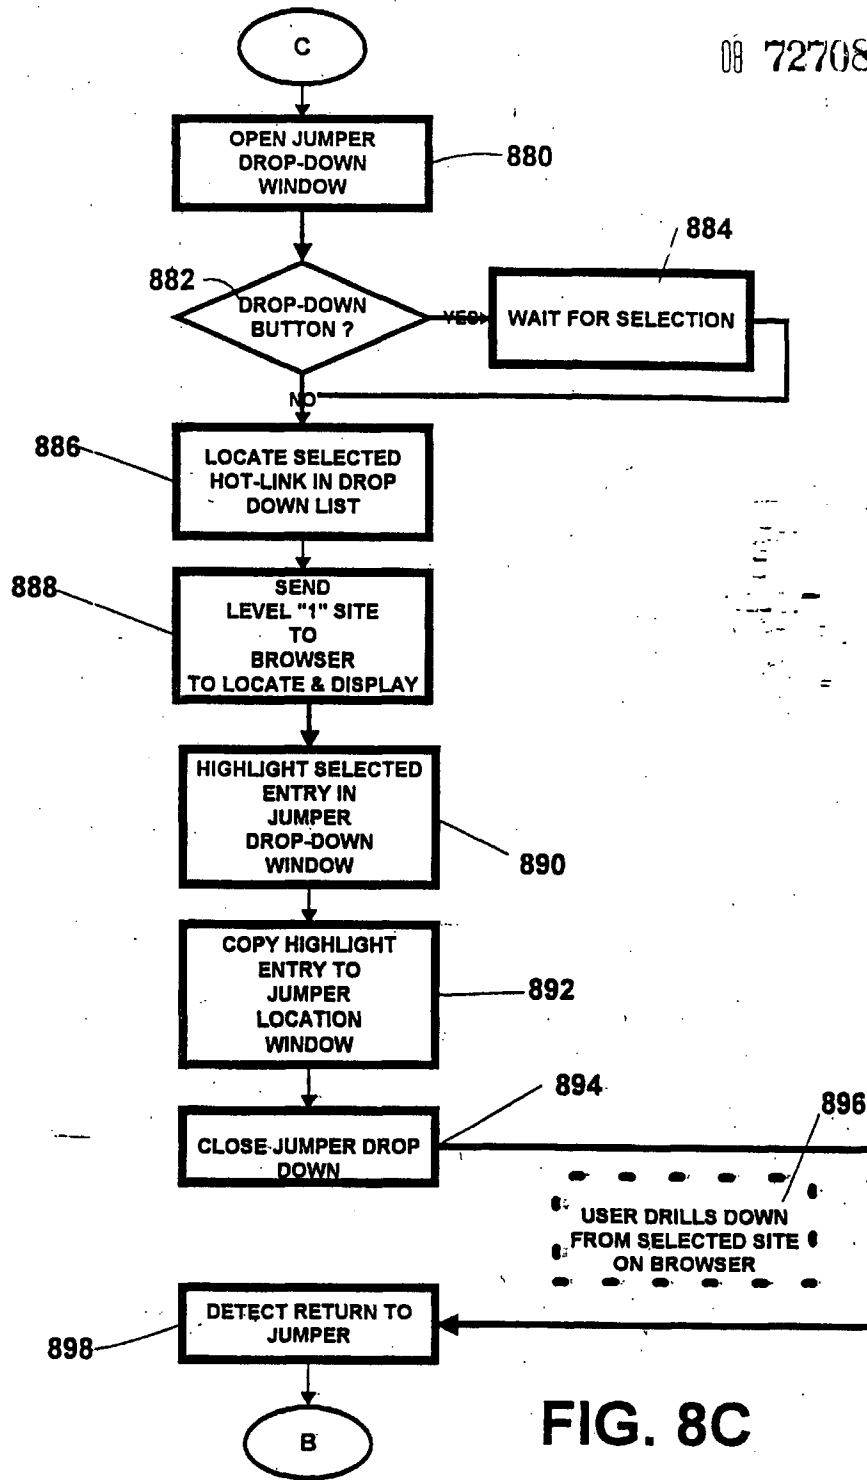 C
08 72708
OPEN JUMPER
DROP-DOWN
WINDOW
880
884
882
DROP-DOWN
BUTTON ?
YES
WAIT FOR SELECTION
NO
886
LOCATE SELECTED
HOT-LINK IN DROP
DOWN LIST
888
SEND
LEVEL "1" SITE
TO
BROWSER
TO LOCATE & DISPLAY
HIGHLIGHT SELECTED
ENTRY IN
JUMPER
DROP-DOWN
WINDOW
890
COPY HIGHLIGHT
ENTRY TO
JUMPER
LOCATION
WINDOW
892
894
896
CLOSE JUMPER DROP
DOWN
USER DRILLS DOWN
FROM SELECTED SITE
ON BROWSER
DETECT RETURN TO
JUMPER
898
B
FIG. 8C